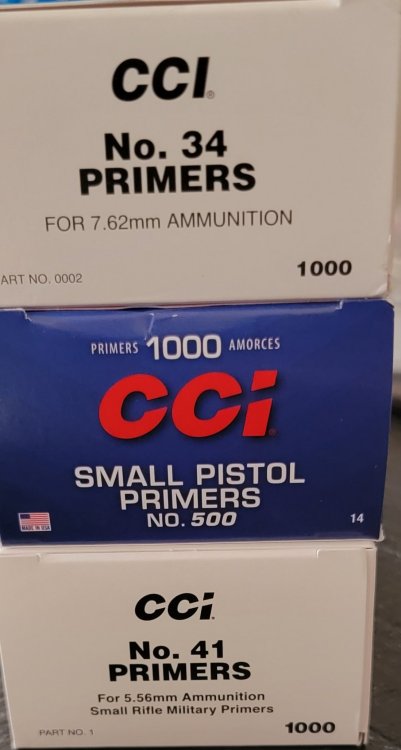 CCI®
No. 34
PRIMERS
FOR 7.62mm AMMUNITION
ART NO. 0002 1000
PRIMERS 1000 AMORCES
CCI
SMALL PISTOL
PRIMERS
NO. 500
MADE IN USA 14
CCI
No. 41
PRIMERS
For 5.56mm Ammunition
Small Rifle Military Primers
PART NO. 1 1000